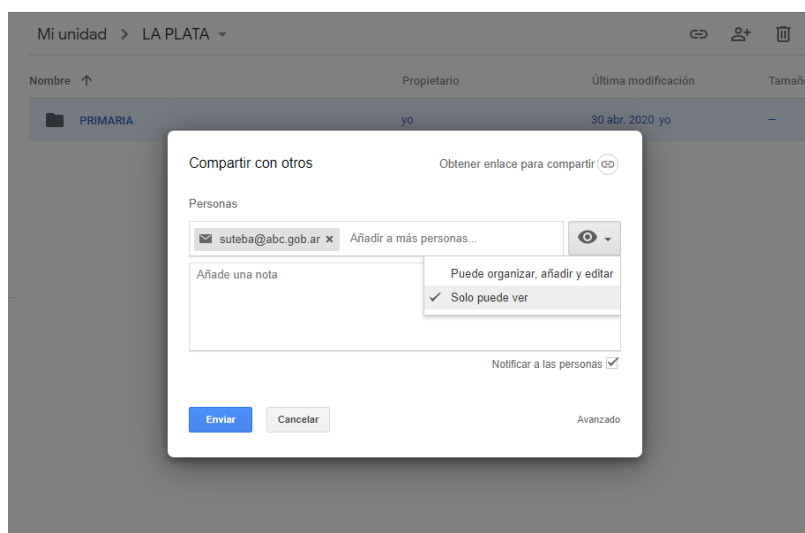 Mi unidad > LA PLATA
Nombre ↑ Propietario Última modificación Tamaño
PRIMARIA yo 30 abr. 2020 yo –
Compartir con otros Obtener enlace para compartir
Personas
suteba@abc.gob.ar × Añadir a más personas...
Añade una nota
Puede organizar, añadir y editar
✓ Solo puede ver
Notificar a las personas
Enviar Cancelar Avanzado